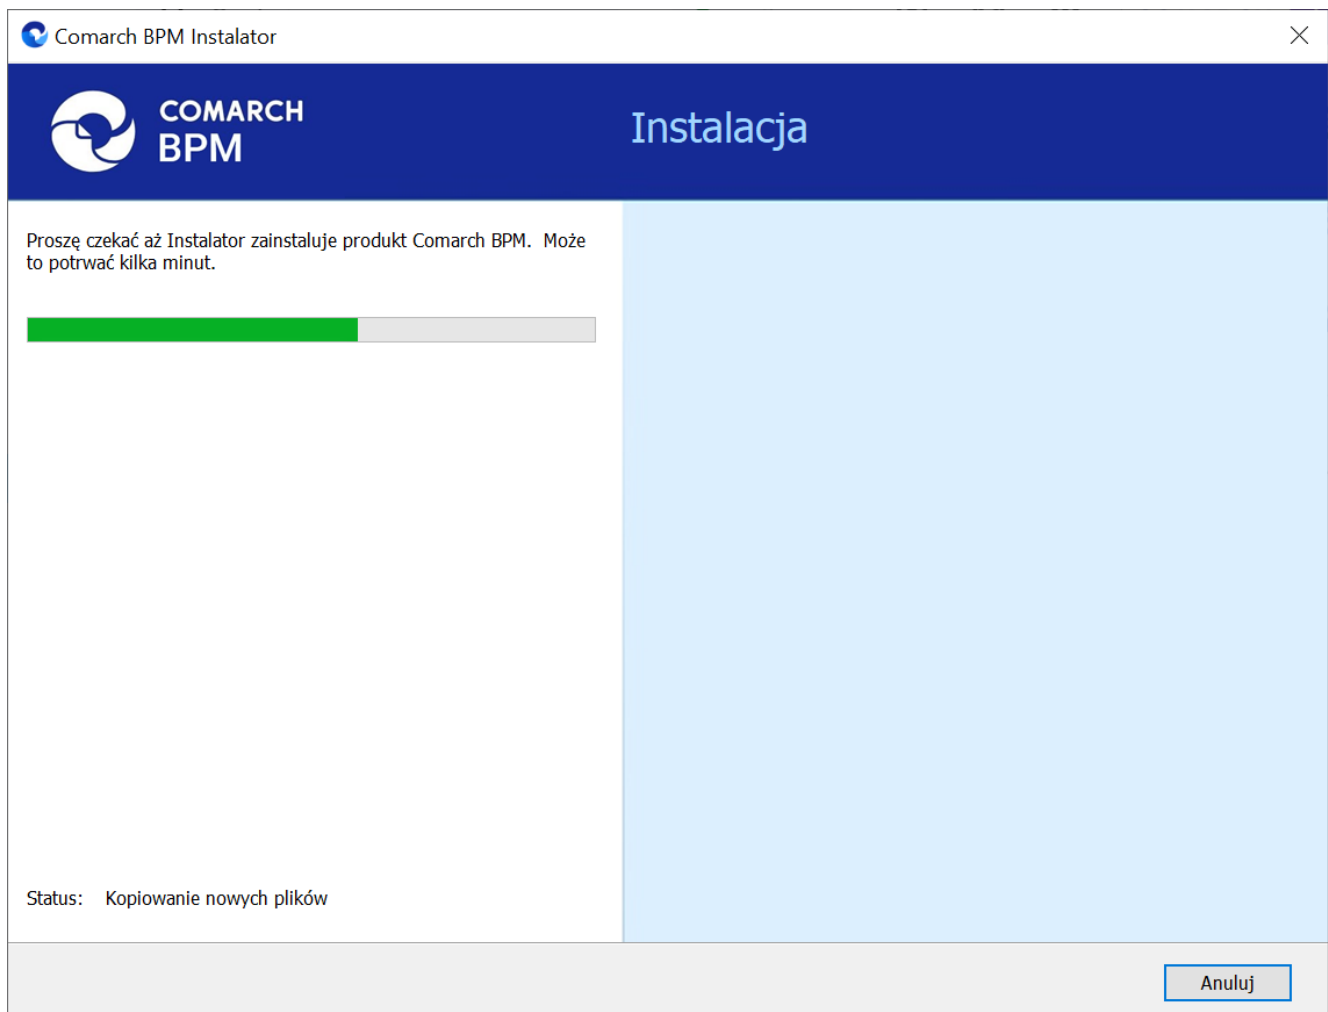 Comarch BPM Instalator
COMARCH
BPM
Instalacja
Proszę czekać aż Instalator zainstaluje produkt Comarch BPM.  Może
to potrwać kilka minut.
Status: Kopiowanie nowych plików
Anuluj